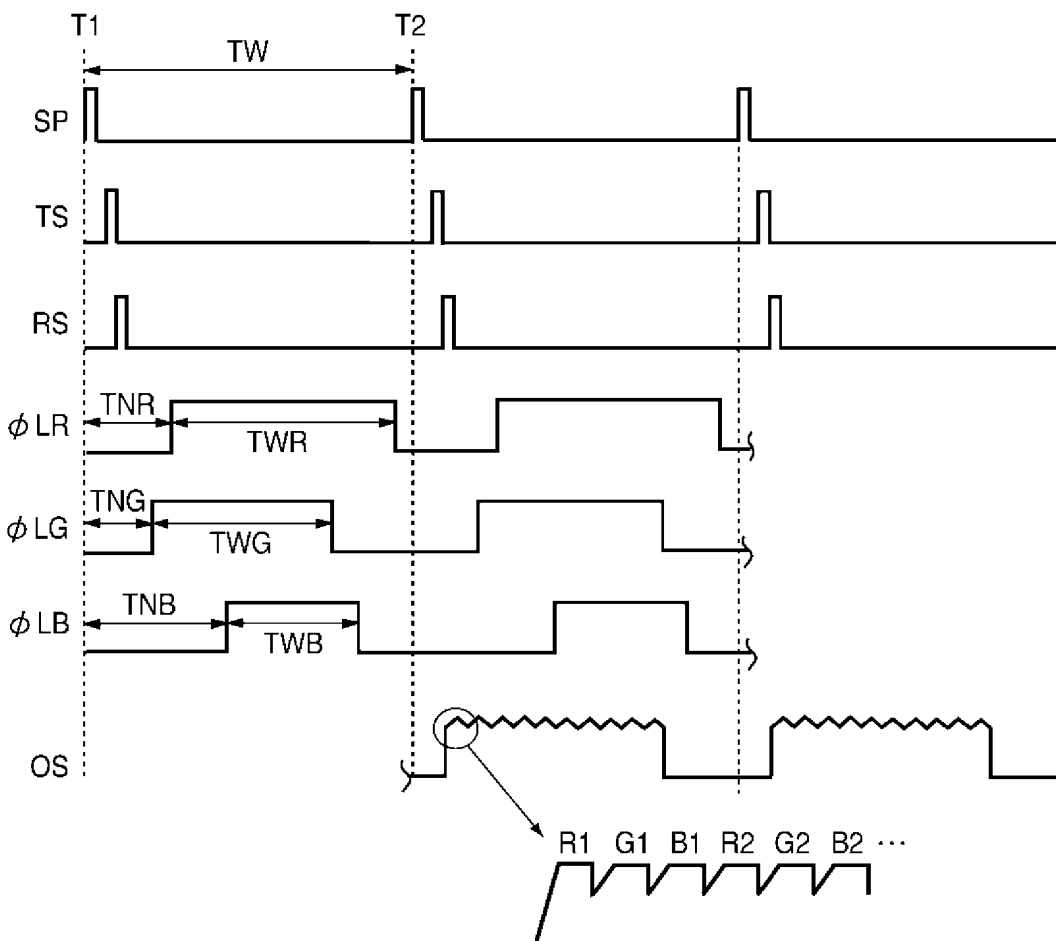 T1 T2
TW
SP
TS
RS
TNR
φLR
TWR
TNG
φLG
TWG
TNB
φLB
TWB
OS
R1 G1 B1 R2 G2 B2 ...